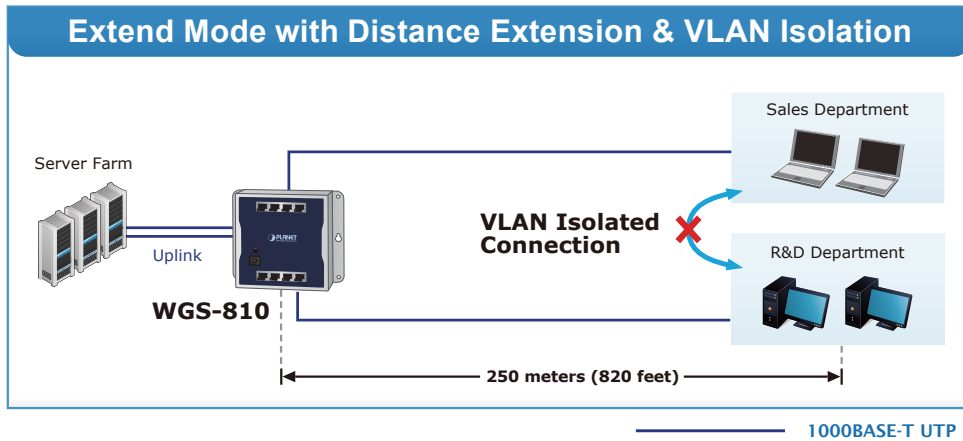 Extend Mode with Distance Extension & VLAN Isolation
Sales Department
Server Farm
PLANET
VLAN Isolated
Connection
Uplink
R&D Department
WGS-810
250 meters (820 feet)
1000BASE-T UTP